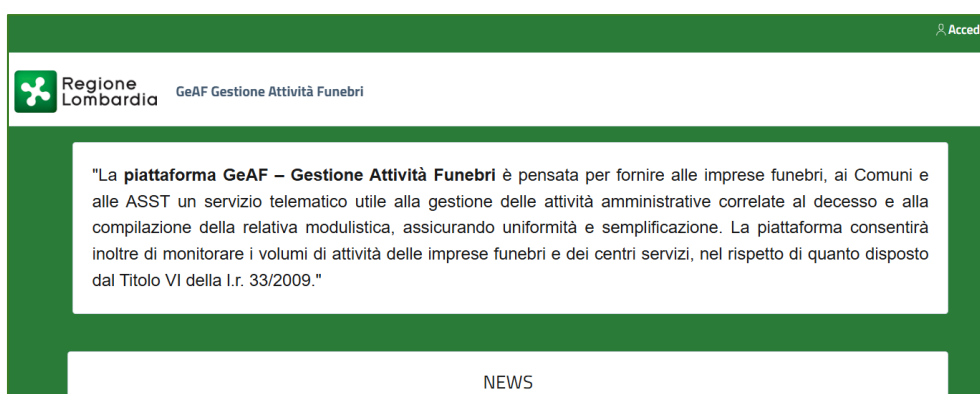 Acced
Regione
Lombardia
GeAF Gestione Attività Funebri
"La piattaforma GeAF – Gestione Attività Funebri è pensata per fornire alle imprese funebri, ai Comuni e
alle ASST un servizio telematico utile alla gestione delle attività amministrative correlate al decesso e alla
compilazione della relativa modulistica, assicurando uniformità e semplificazione. La piattaforma consentirà
inoltre di monitorare i volumi di attività delle imprese funebri e dei centri servizi, nel rispetto di quanto disposto
dal Titolo VI della l.r. 33/2009."
NEWS